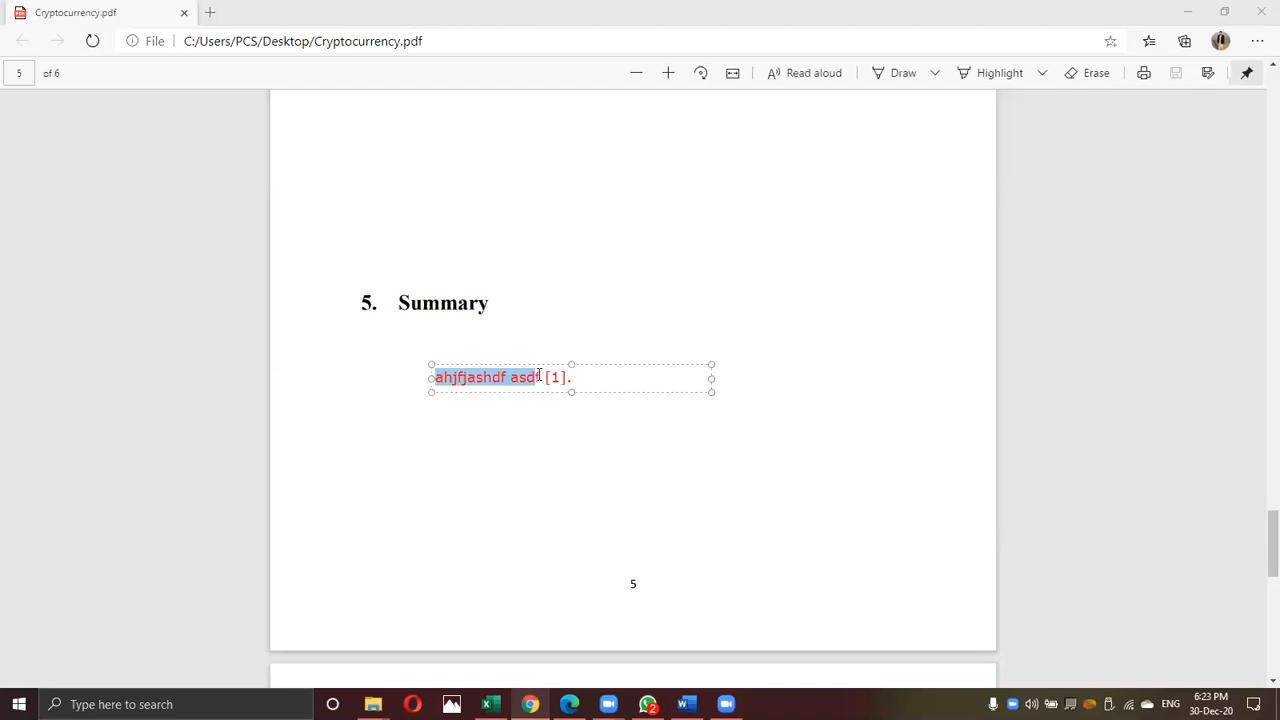 Cryptocurrency.pdf
File C:/Users/PCS/Desktop/Cryptocurrency.pdf
5 of 6 Read aloud Draw Highlight Erase
5. Summary
ahjfjashdf asdf [1].
5
Type here to search
2
ENG
6:23 PM
30-Dec-20